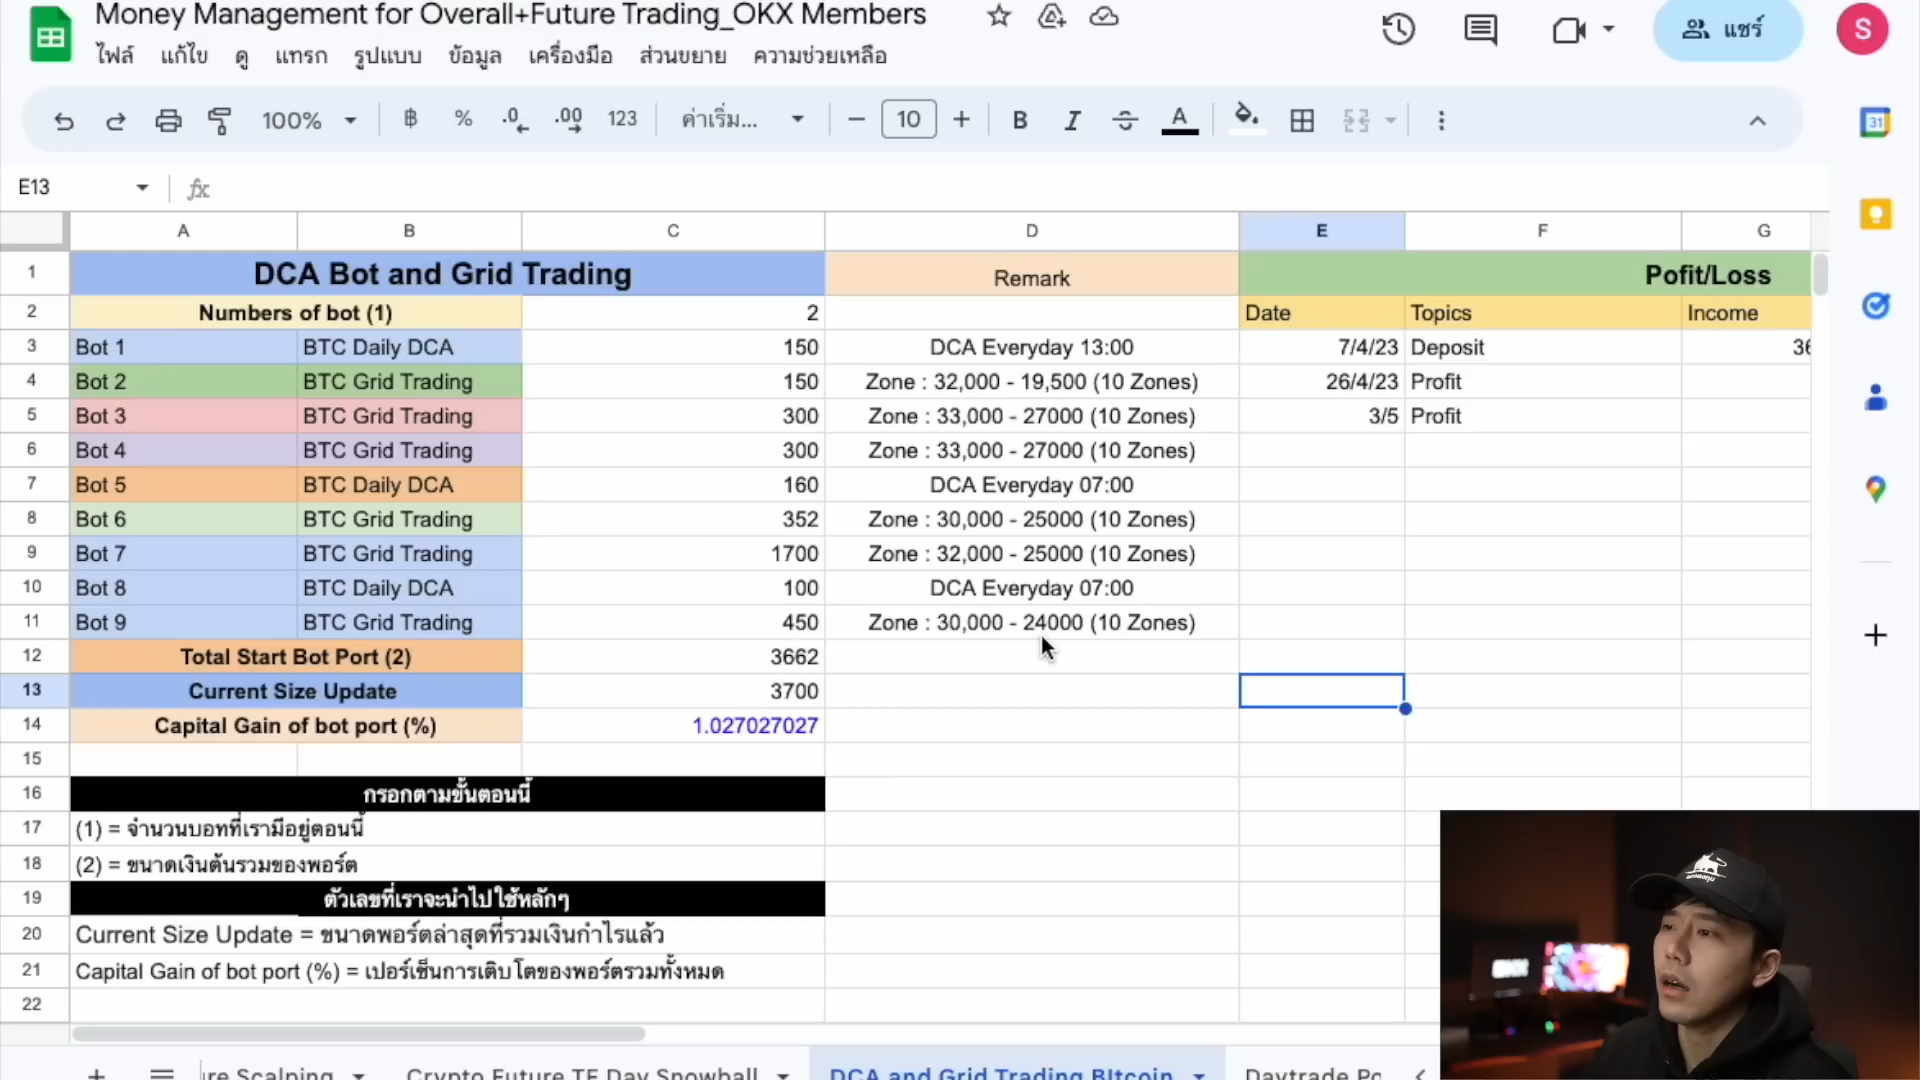 Money Management for Overall+Future Trading_OKX Members
ไฟล์ แก้ไข ดู แทรก รูปแบบ ข้อมูล เครื่องมือ ส่วนขยาย ความช่วยเหลือ
แชร์
S
100% ฿ % .0 .00 123 ค่าเริ่ม... 10 B I A
31
E13 fx
A B C D E F G
1 DCA Bot and Grid Trading Remark Pofit/Loss
2 Numbers of bot (1) 2 Date Topics Income
3 Bot 1 BTC Daily DCA 150 DCA Everyday 13:00 7/4/23 Deposit
4 Bot 2 BTC Grid Trading 150 Zone : 32,000 - 19,500 (10 Zones) 26/4/23 Profit
5 Bot 3 BTC Grid Trading 300 Zone : 33,000 - 27000 (10 Zones) 3/5 Profit
6 Bot 4 BTC Grid Trading 300 Zone : 33,000 - 27000 (10 Zones)
7 Bot 5 BTC Daily DCA 160 DCA Everyday 07:00
8 Bot 6 BTC Grid Trading 352 Zone : 30,000 - 25000 (10 Zones)
9 Bot 7 BTC Grid Trading 1700 Zone : 32,000 - 25000 (10 Zones)
10 Bot 8 BTC Daily DCA 100 DCA Everyday 07:00
11 Bot 9 BTC Grid Trading 450 Zone : 30,000 - 24000 (10 Zones)
12 Total Start Bot Port (2) 3662
13 Current Size Update 3700
14 Capital Gain of bot port (%) 1.027027027
15
16 กรอกตามขั้นตอนนี้
17 (1) = จำนวนบอทที่เรามีอยู่ตอนนี้
18 (2) = ขนาดเงินต้นรวมของพอร์ต
19 ตัวเลขที่เราจะนำไปใช้หลักๆ
20 Current Size Update = ขนาดพอร์ตล่าสุดที่รวมเงินกำไรแล้ว
21 Capital Gain of bot port (%) = เปอร์เซ็นการเติบโตของพอร์ตรวมทั้งหมด
22
Scalping Crypto Future TF Day Snowball DCA and Grid Trading BItcoin Daytrade